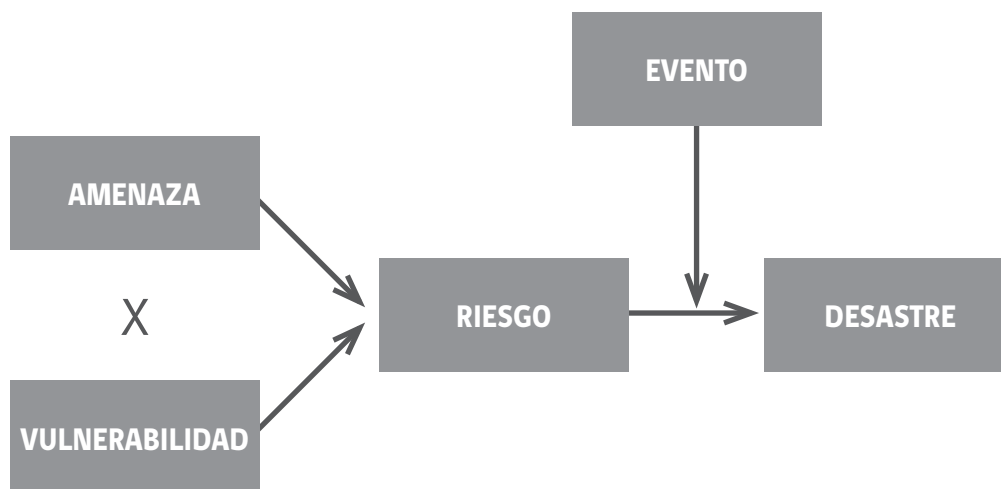 EVENTO
AMENAZA
X
VULNERABILIDAD
RIESGO
DESASTRE